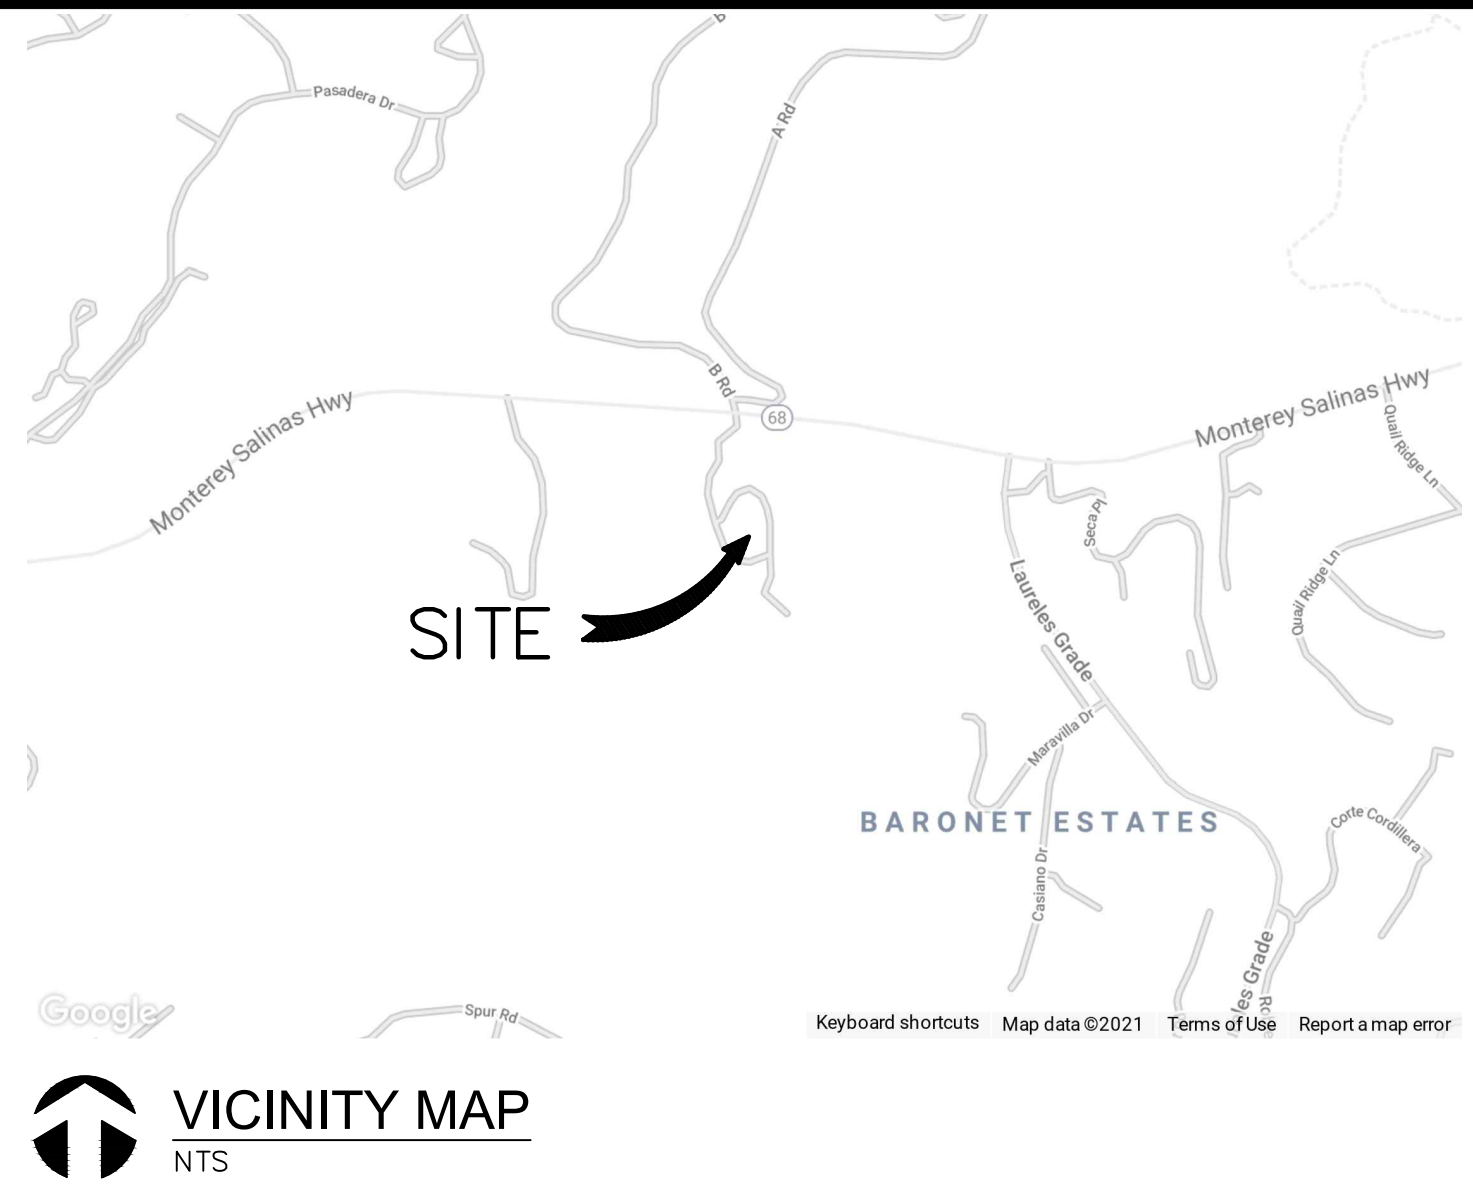 B
Pasadera Dr
A Rd
B Rd
68
Monterey Salinas Hwy
Monterey Salinas Hwy
Quail Ridge Ln
Seca Pl
Laureles Grade
Quail Ridge Ln
SITE
Maravilla Dr
BARONET ESTATES
Corte Cordillera
Casiano Dr
les Grade
Google
Spur Rd
Keyboard shortcuts Map data ©2021 Terms of Use Report a map error
VICINITY MAP
NTS